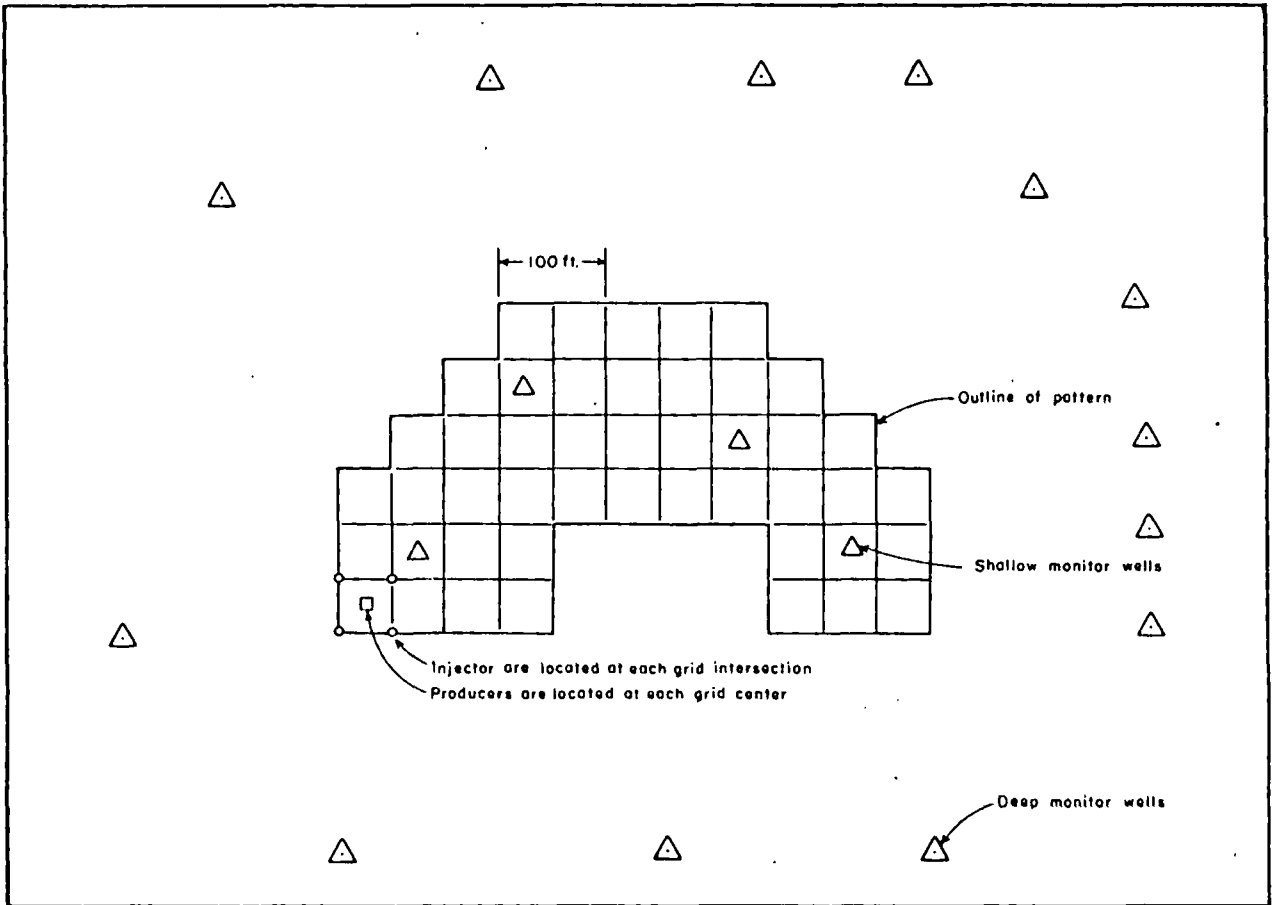 100 ft.
Outline of pattern
Shallow monitor wells
Injector are located at each grid intersection
Producers are located at each grid center
Deep monitor wells